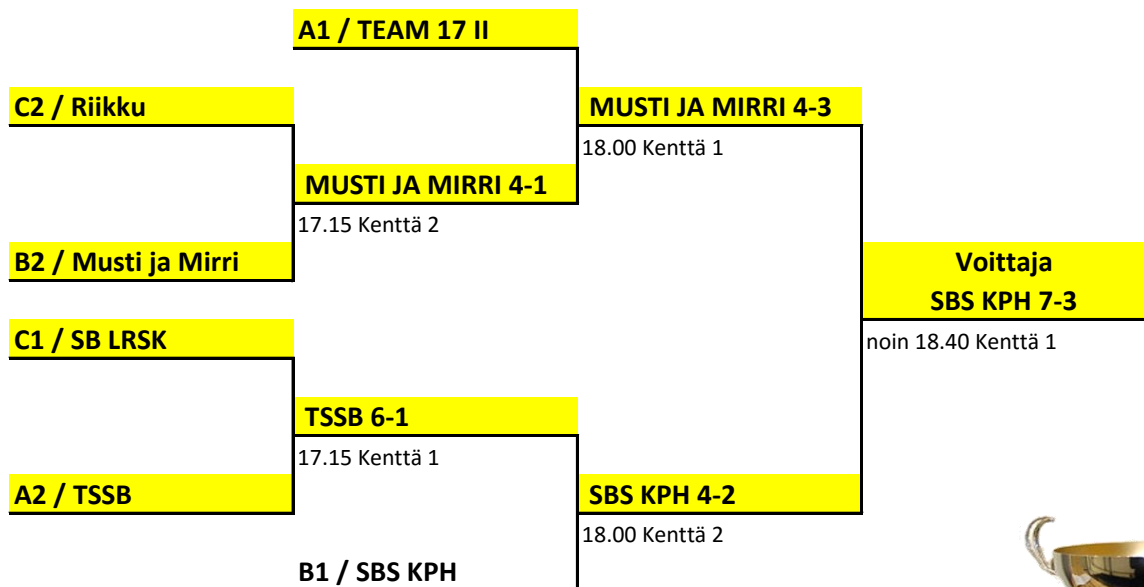 A1 / TEAM 17 II
C2 / Riikku
MUSTI JA MIRRI 4-3
18.00 Kenttä 1
MUSTI JA MIRRI 4-1
17.15 Kenttä 2
B2 / Musti ja Mirri
Voittaja
SBS KPH 7-3
C1 / SB LRSK
noin 18.40 Kenttä 1
TSSB 6-1
17.15 Kenttä 1
A2 / TSSB
SBS KPH 4-2
18.00 Kenttä 2
B1 / SBS KPH